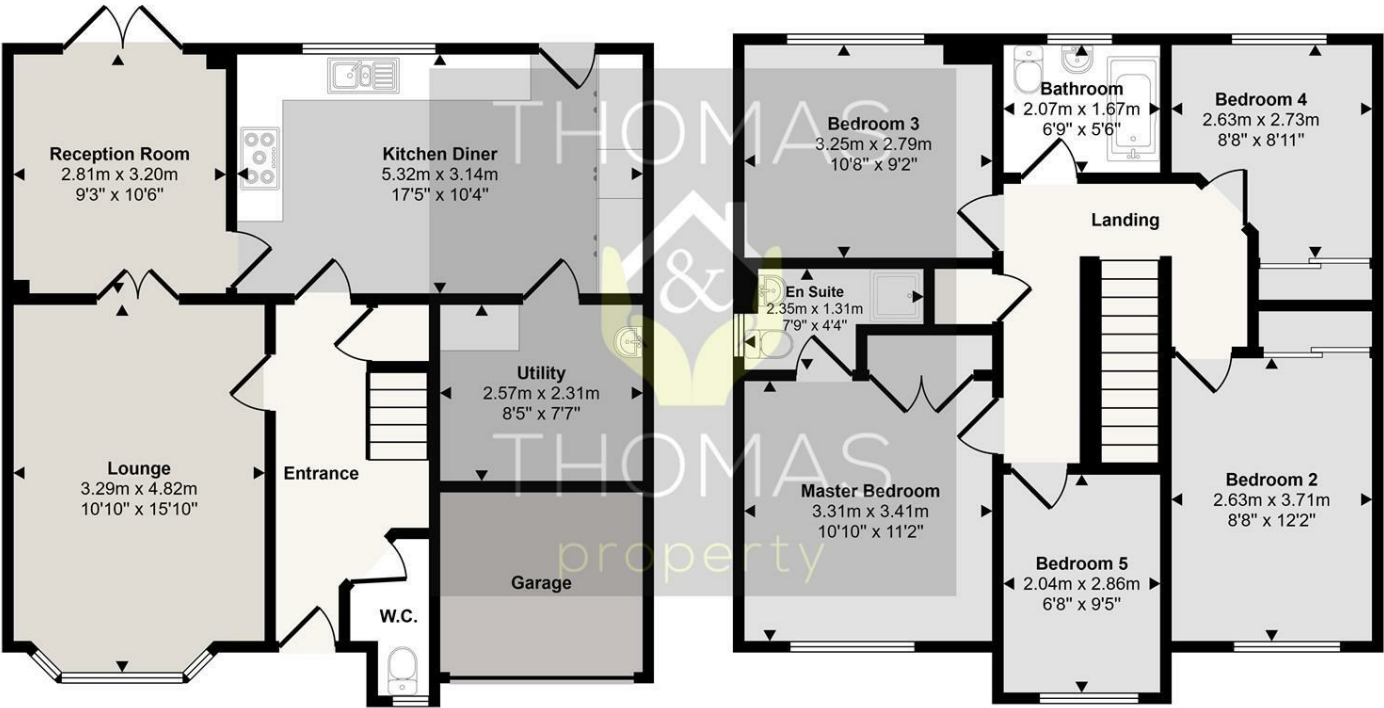 Reception Room
2.81m x 3.20m
9'3" x 10'6"
Kitchen Diner
5.32m x 3.14m
17'5" x 10'4"
Lounge
3.29m x 4.82m
10'10" x 15'10"
Entrance
Utility
2.57m x 2.31m
8'5" x 7'7"
W.C.
Garage
Bedroom 3
3.25m x 2.79m
10'8" x 9'2"
Bathroom
2.07m x 1.67m
6'9" x 5'6"
Bedroom 4
2.63m x 2.73m
8'8" x 8'11"
Landing
En Suite
2.35m x 1.31m
7'9" x 4'4"
Master Bedroom
3.31m x 3.41m
10'10" x 11'2"
Bedroom 5
2.04m x 2.86m
6'8" x 9'5"
Bedroom 2
2.63m x 3.71m
8'8" x 12'2"
THOMAS
&
THOMAS
property